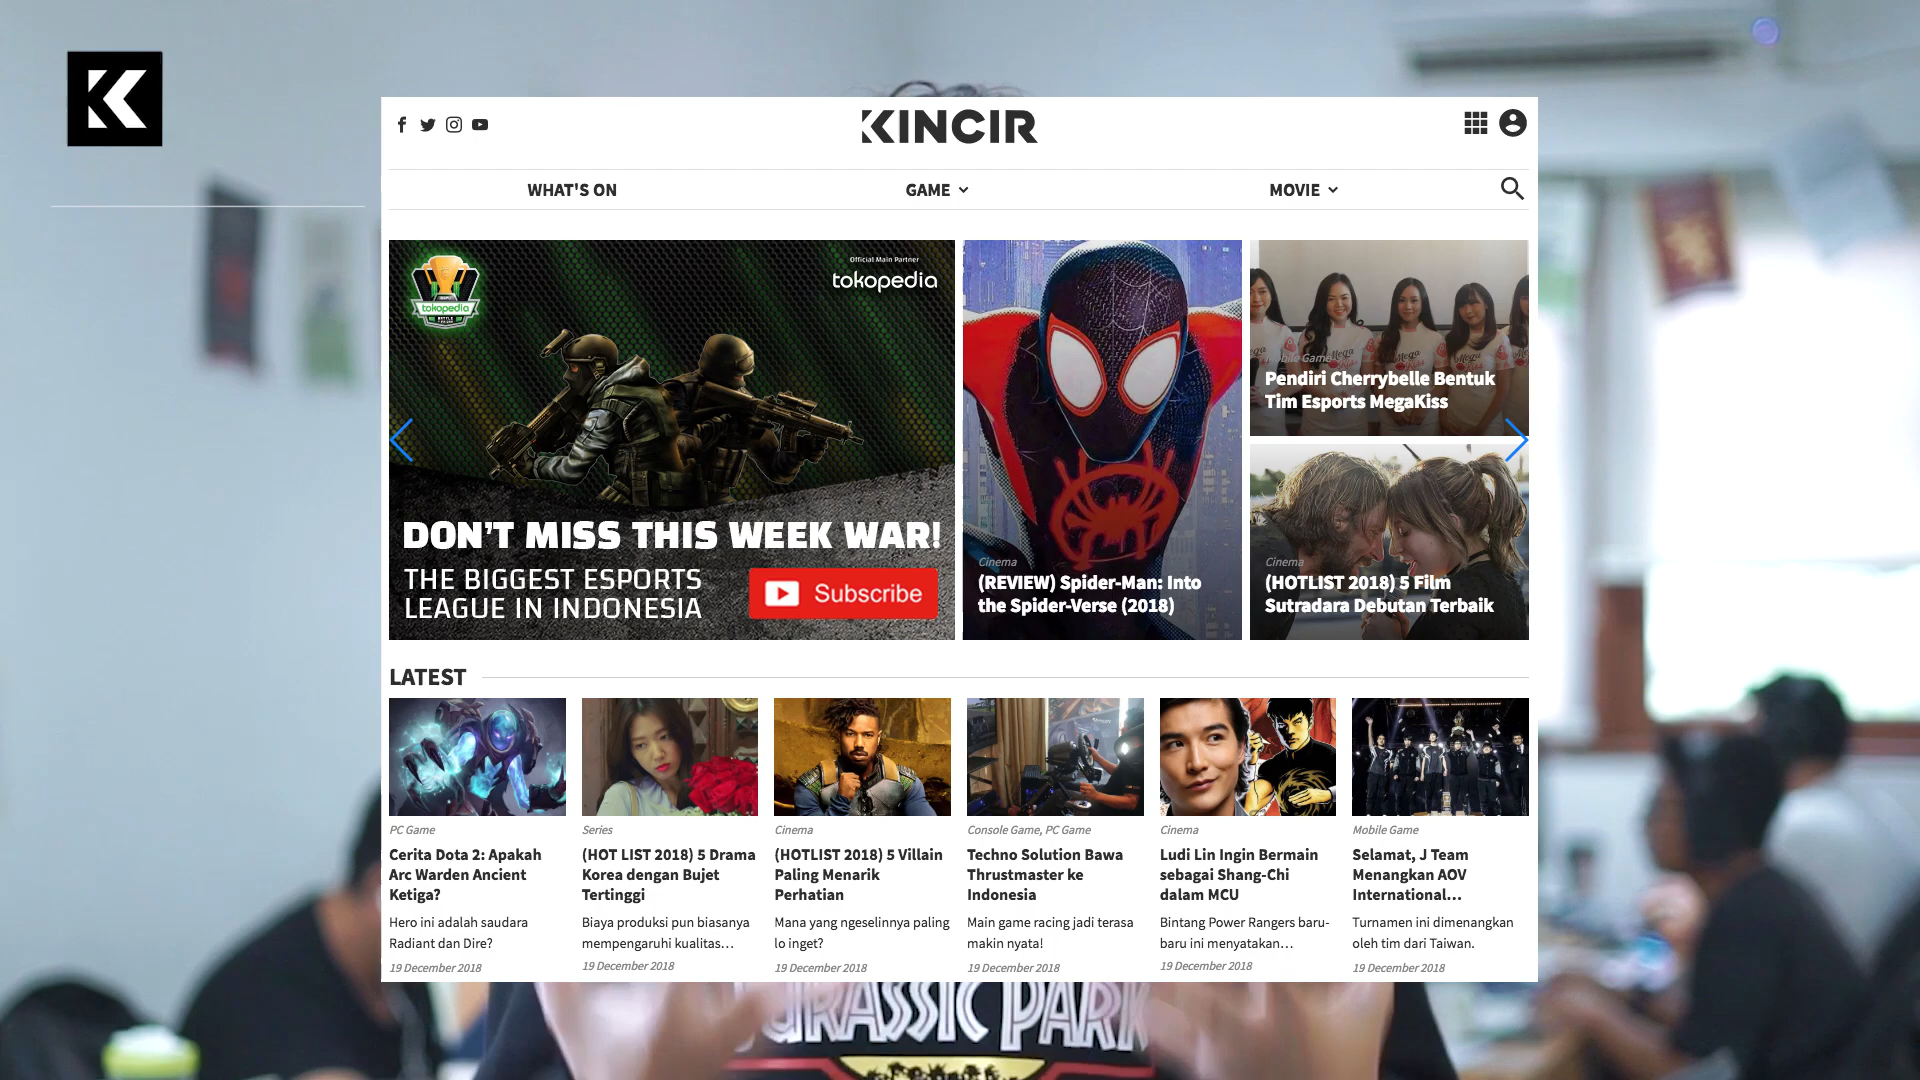 KINCIR
WHAT'S ON
GAME
MOVIE
Official Main Partner
tokopedia
tokopedia
DON'T MISS THIS WEEK WAR!
THE BIGGEST ESPORTS
LEAGUE IN INDONESIA
Subscribe
Cinema
(REVIEW) Spider-Man: Into
the Spider-Verse (2018)
Mobile Game
Pendiri Cherrybelle Bentuk
Tim Esports MegaKiss
Cinema
(HOTLIST 2018) 5 Film
Sutradara Debutan Terbaik
LATEST
PC Game
Cerita Dota 2: Apakah
Arc Warden Ancient
Ketiga?
Hero ini adalah saudara
Radiant dan Dire?
19 December 2018
Series
(HOT LIST 2018) 5 Drama
Korea dengan Bujet
Tertinggi
Biaya produksi pun biasanya
mempengaruhi kualitas...
19 December 2018
Cinema
(HOTLIST 2018) 5 Villain
Paling Menarik
Perhatian
Mana yang ngeselinnya paling
lo inget?
19 December 2018
Console Game, PC Game
Techno Solution Bawa
Thrustmaster ke
Indonesia
Main game racing jadi terasa
makin nyata!
19 December 2018
Cinema
Ludi Lin Ingin Bermain
sebagai Shang-Chi
dalam MCU
Bintang Power Rangers baru-
baru ini menyatakan...
19 December 2018
Mobile Game
Selamat, J Team
Menangkan AOV
International...
Turnamen ini dimenangkan
oleh tim dari Taiwan.
19 December 2018
JURASSIC PARK